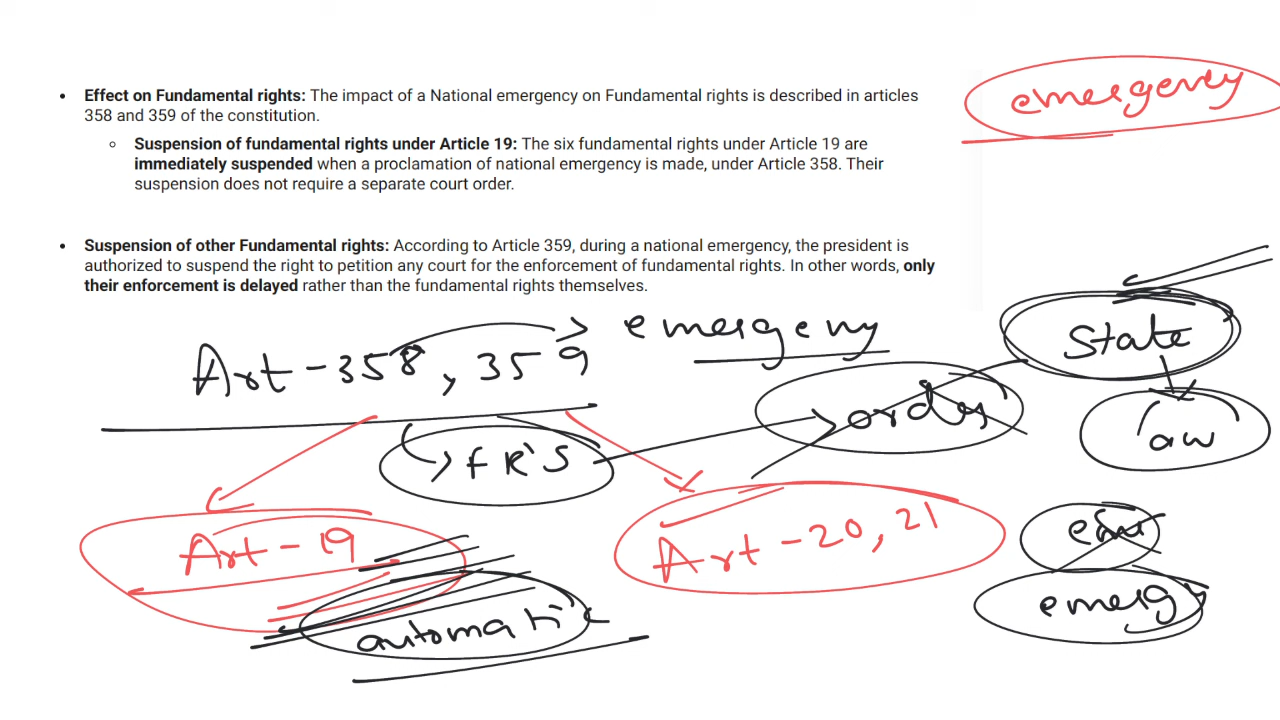 • Effect on Fundamental rights: The impact of a National emergency on Fundamental rights is described in articles
358 and 359 of the constitution.
○ Suspension of fundamental rights under Article 19: The six fundamental rights under Article 19 are
immediately suspended when a proclamation of national emergency is made, under Article 358. Their
suspension does not require a separate court order.
• Suspension of other Fundamental rights: According to Article 359, during a national emergency, the president is
authorized to suspend the right to petition any court for the enforcement of fundamental rights. In other words, only
their enforcement is delayed rather than the fundamental rights themselves.
emergency
Art-358, 359
emergeny
State
order
law
FR'S
Art-19
Art-20, 21
automatic
emerg